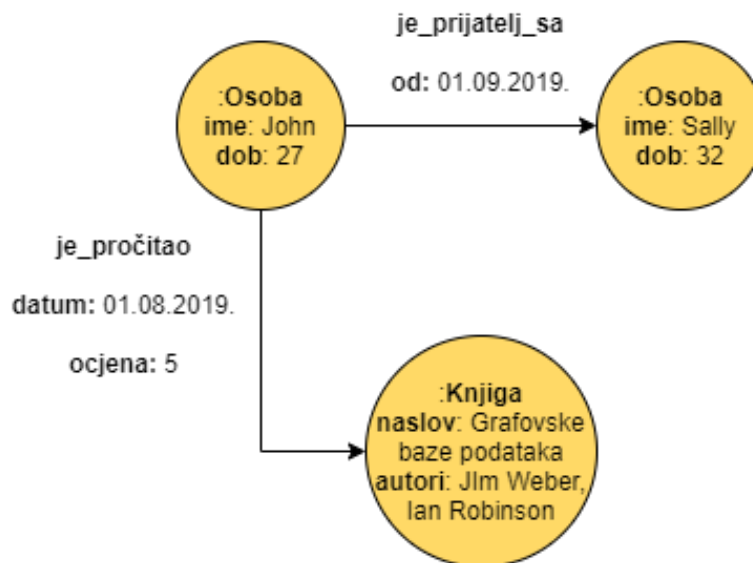 je_prijatelj_sa
od: 01.09.2019.
:Osoba
ime: John
dob: 27
:Osoba
ime: Sally
dob: 32
je_pročitao
datum: 01.08.2019.
ocjena: 5
:Knjiga
naslov: Grafovske
baze podataka
autori: JIm Weber,
Ian Robinson